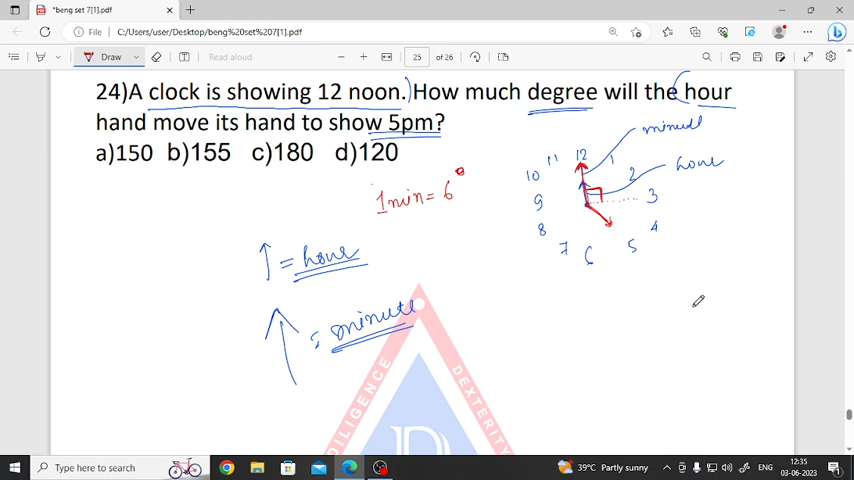 *beng set 7[1].pdf
File
C:/Users/user/Desktop/beng%20set%207[1].pdf
Draw
Read aloud
25 of 26
24)A clock is showing 12 noon. How much degree will the hour
hand move its hand to show 5pm?
a)150 b)155 c)180 d)120
minute
hour
12
11 1
10 2
9 3
8 4
7 5
6
1min = 6°
= hour
: minute
DILIGENCE
DEXTERITY
Type here to search
39°C Partly sunny
ENG
12:35
03-06-2023